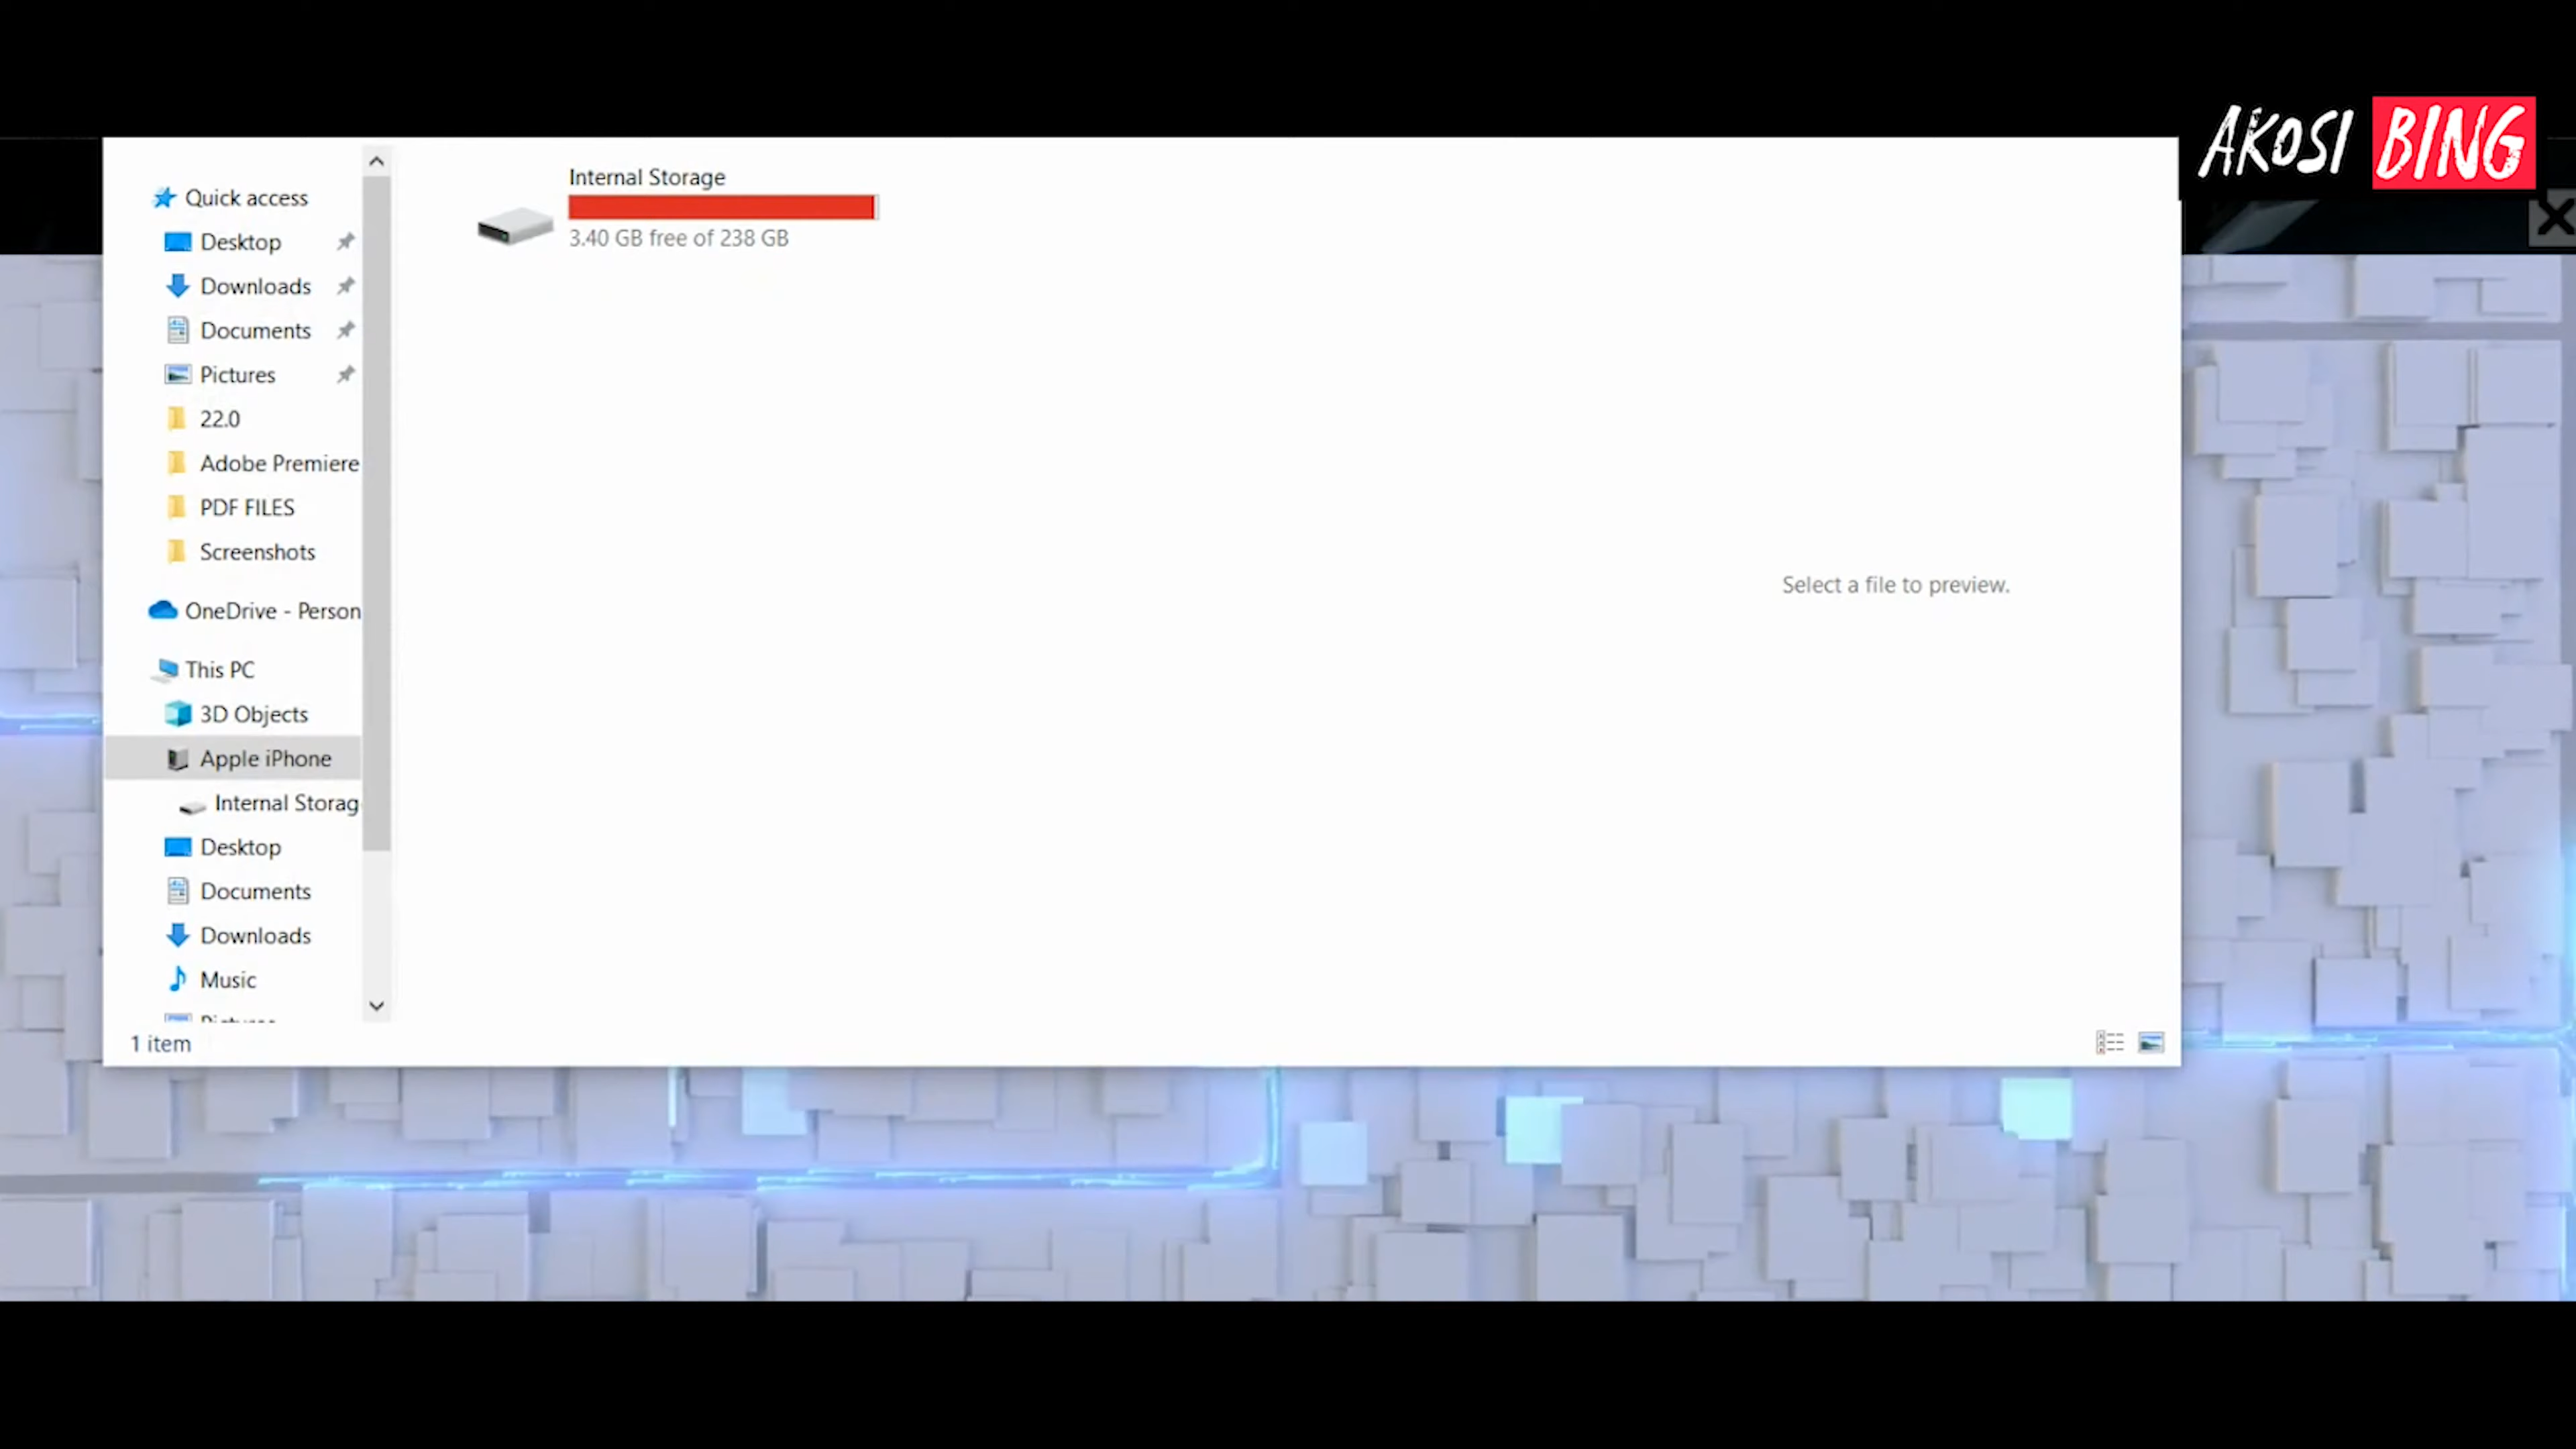 AKOSI BING
Quick access
Desktop
Downloads
Documents
Pictures
22.0
Adobe Premiere
PDF FILES
Screenshots
OneDrive - Person
This PC
3D Objects
Apple iPhone
Internal Storag
Desktop
Documents
Downloads
Music
Pictures
1 item
Internal Storage
3.40 GB free of 238 GB
Select a file to preview.